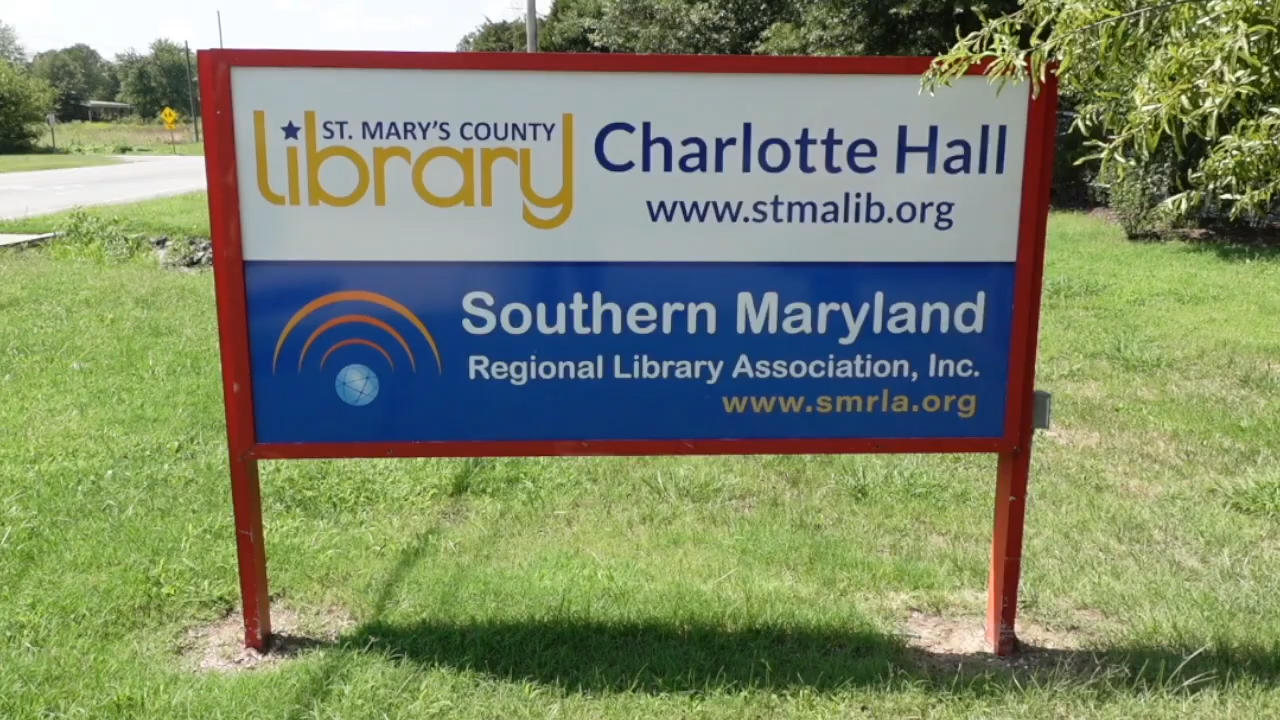 ST. MARY'S COUNTY
library
Charlotte Hall
www.stmalib.org
Southern Maryland
Regional Library Association, Inc.
www.smrla.org